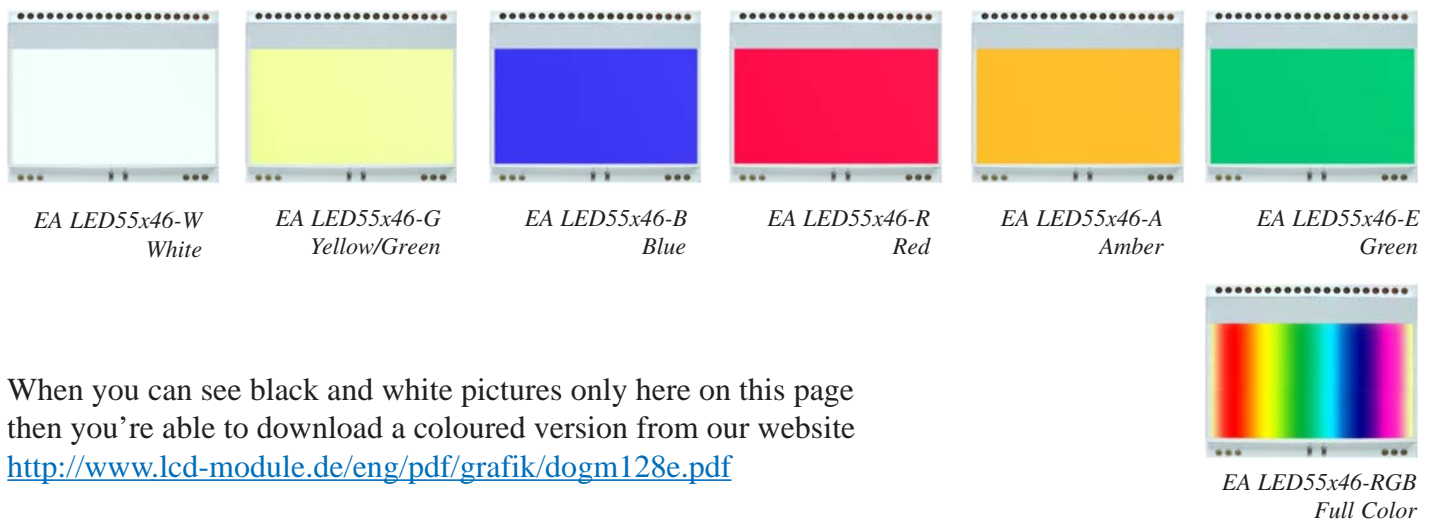 EA LED55x46-W
White
EA LED55x46-G
Yellow/Green
EA LED55x46-B
Blue
EA LED55x46-R
Red
EA LED55x46-A
Amber
EA LED55x46-E
Green
When you can see black and white pictures only here on this page
then you’re able to download a coloured version from our website
http://www.lcd-module.de/eng/pdf/grafik/dogm128e.pdf
EA LED55x46-RGB
Full Color